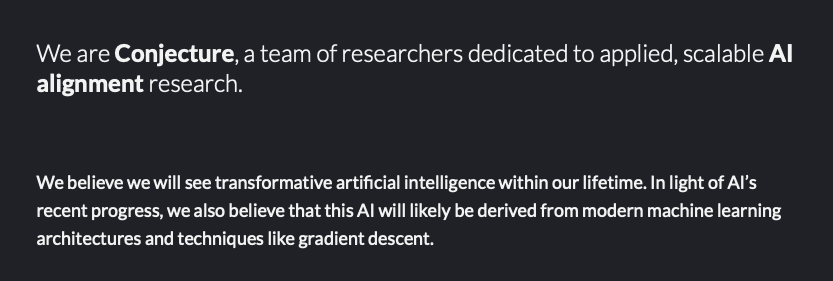 We are Conjecture, a team of researchers dedicated to applied, scalable AI
alignment research.
We believe we will see transformative artificial intelligence within our lifetime. In light of AI’s
recent progress, we also believe that this AI will likely be derived from modern machine learning
architectures and techniques like gradient descent.